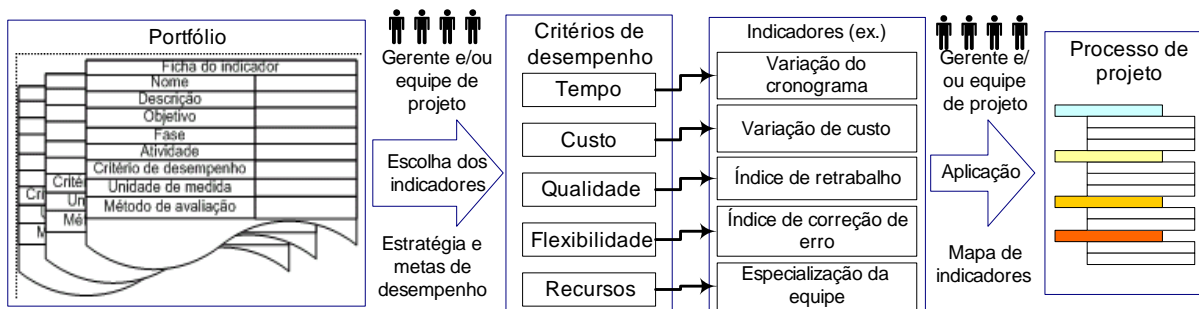 Portfólio
Ficha do indicador
Nome
Descrição
Objetivo
Fase
Atividade
Critério de desempenho
Unidade de medida
Método de avaliação
Gerente e/ou
equipe de
projeto
Escolha dos
indicadores
Estratégia e
metas de
desempenho
Critérios de
desempenho
Tempo
Custo
Qualidade
Flexibilidade
Recursos
Indicadores (ex.)
Variação do
cronograma
Variação de custo
Índice de retrabalho
Índice de correção de
erro
Especialização da
equipe
Gerente e/
ou equipe
de projeto
Aplicação
Mapa de
indicadores
Processo de
projeto